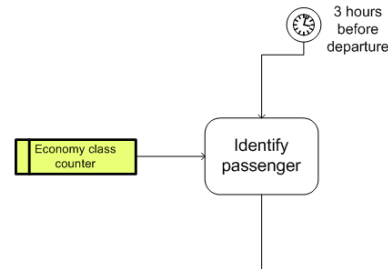 3 hours
before
departure
Economy class
counter
Identify
passenger